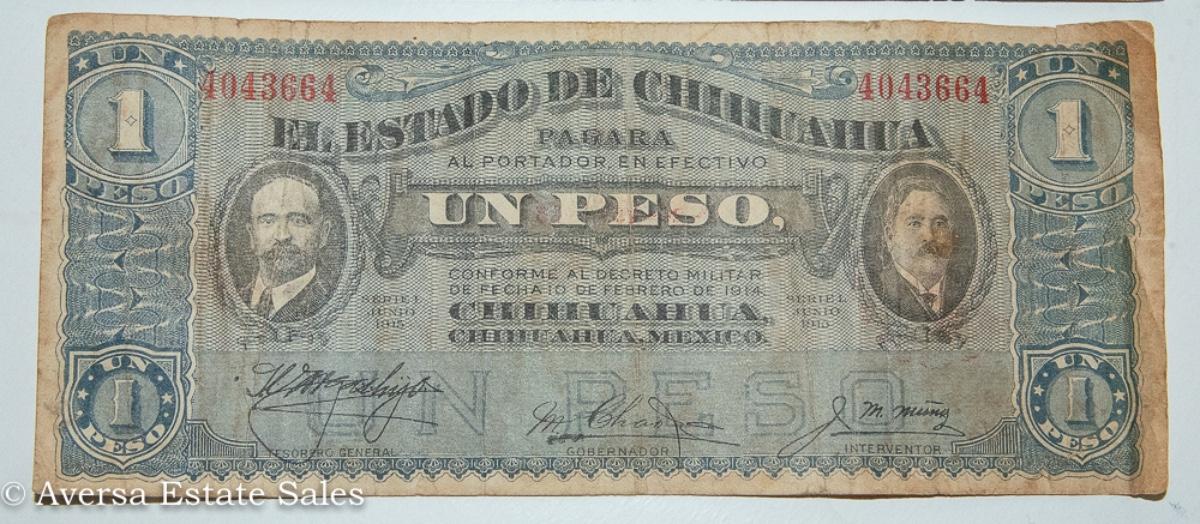 UN
1
PESO
4043664
EL ESTADO DE CHIHUAHUA
4043664
UN
1
PESO
PAGARA
AL PORTADOR EN EFECTIVO
UN PESO,
CONFORME AL DECRETO MILITAR
DE FECHA 10 DE FEBRERO DE 1914.
CHIHUAHUA,
CHIHUAHUA, MEXICO.
SERIE I.
JUNIO
1915
SERIE I.
JUNIO
1915
UN PESO
UN
1
PESO
TESORERO GENERAL
GOBERNADOR
J. M. Muñoz
INTERVENTOR
UN
1
PESO
© Aversa Estate Sales